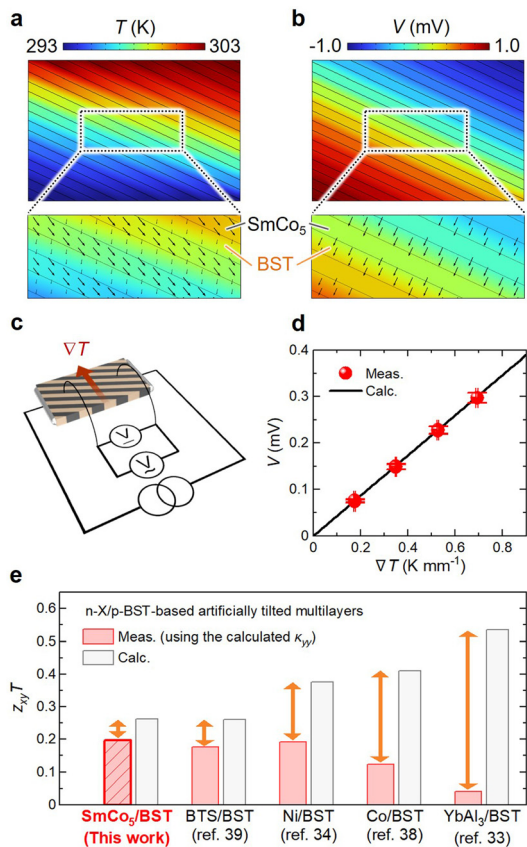 a
T (K)
293
303
b
V (mV)
-1.0
1.0
SmCo₅
BST
c
∇T
V
V
d
Meas.
Calc.
V (mV)
0.4
0.3
0.2
0.1
0
0
0.2
0.4
0.6
0.8
∇T (K mm⁻¹)
e
n-X/p-BST-based artificially tilted multilayers
Meas. (using the calculated κyy)
Calc.
zxyT
0.6
0.5
0.4
0.3
0.2
0.1
0
SmCo₅/BST
(This work)
BTS/BST
(ref. 39)
Ni/BST
(ref. 34)
Co/BST
(ref. 38)
YbAl₃/BST
(ref. 33)